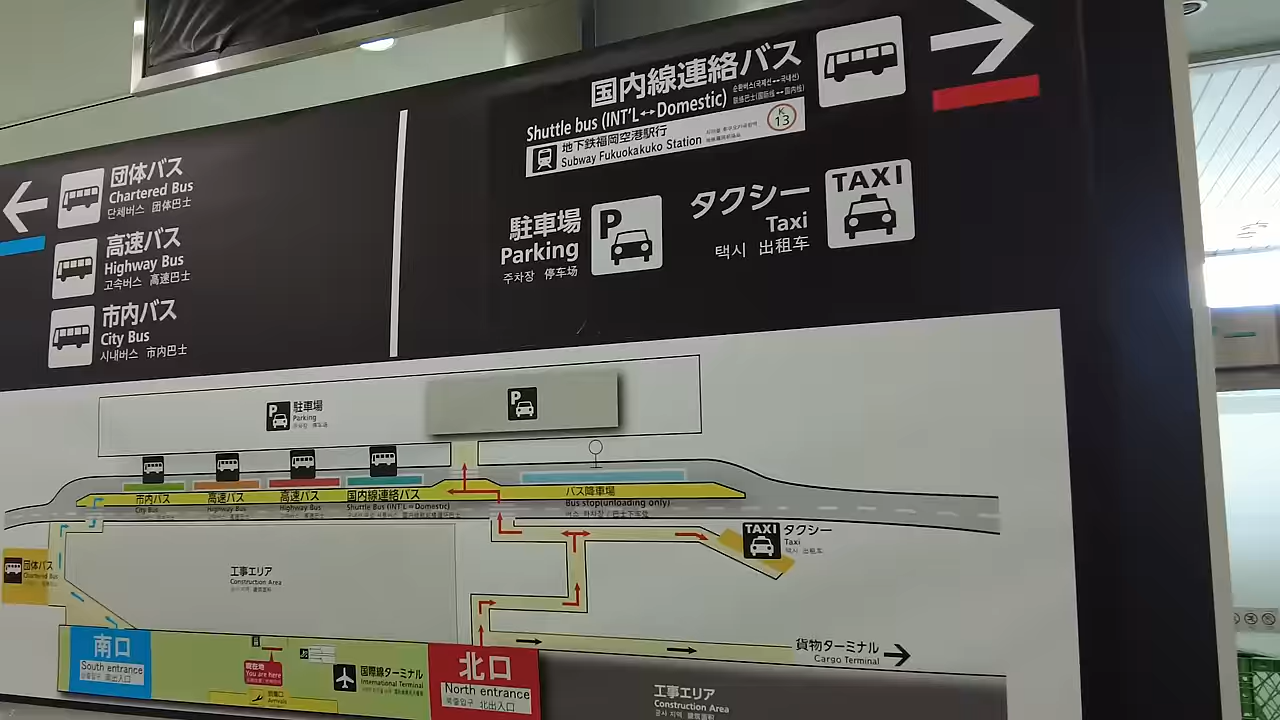 団体バス
Chartered Bus
단체버스 团体巴士
高速バス
Highway Bus
고속버스 高速巴士
市内バス
City Bus
시내버스 市内巴士
国内線連絡バス
Shuttle bus (INT'L↔Domestic)
地下鉄福岡空港駅行
Subway Fukuokakuko Station
K
13
駐車場
Parking
주차장 停车场
P
タクシー
Taxi
택시 出租车
TAXI
P
駐車場
Parking
P
市内バス
City Bus
高速バス
Highway Bus
高速バス
Highway Bus
国内線連絡バス
Shuttle Bus (INT'L↔Domestic)
バス降車場
Bus stop(unloading only)
TAXI
タクシー
Taxi
택시 出租车
団体バス
Chartered Bus
工事エリア
Construction Area
貨物ターミナル
Cargo Terminal
南口
South entrance
現在地
You are here
国際線ターミナル
International Terminal
Arrivals
北口
North entrance
工事エリア
Construction Area